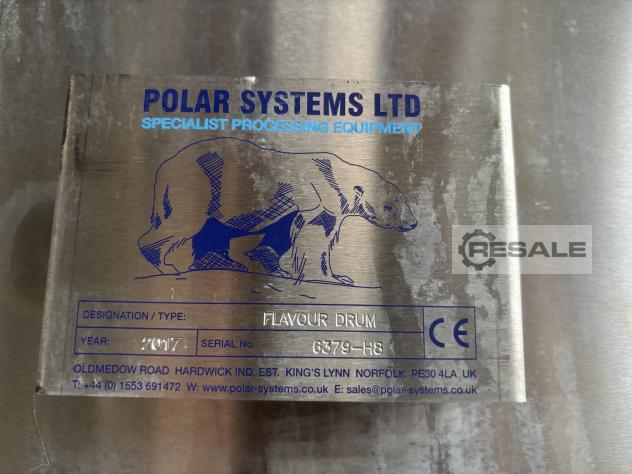 POLAR SYSTEMS LTD
SPECIALIST PROCESSING EQUIPMENT
RESALE
DESIGNATION / TYPE: FLAVOUR DRUM
YEAR: 2017 SERIAL No. 6379-H8
CE
OLDMEDOW ROAD HARDWICK IND. EST. KING'S LYNN NORFOLK PE30 4LA UK
T: +44 (0) 1553 691472 W: www.polar-systems.co.uk E: sales@polar-systems.co.uk